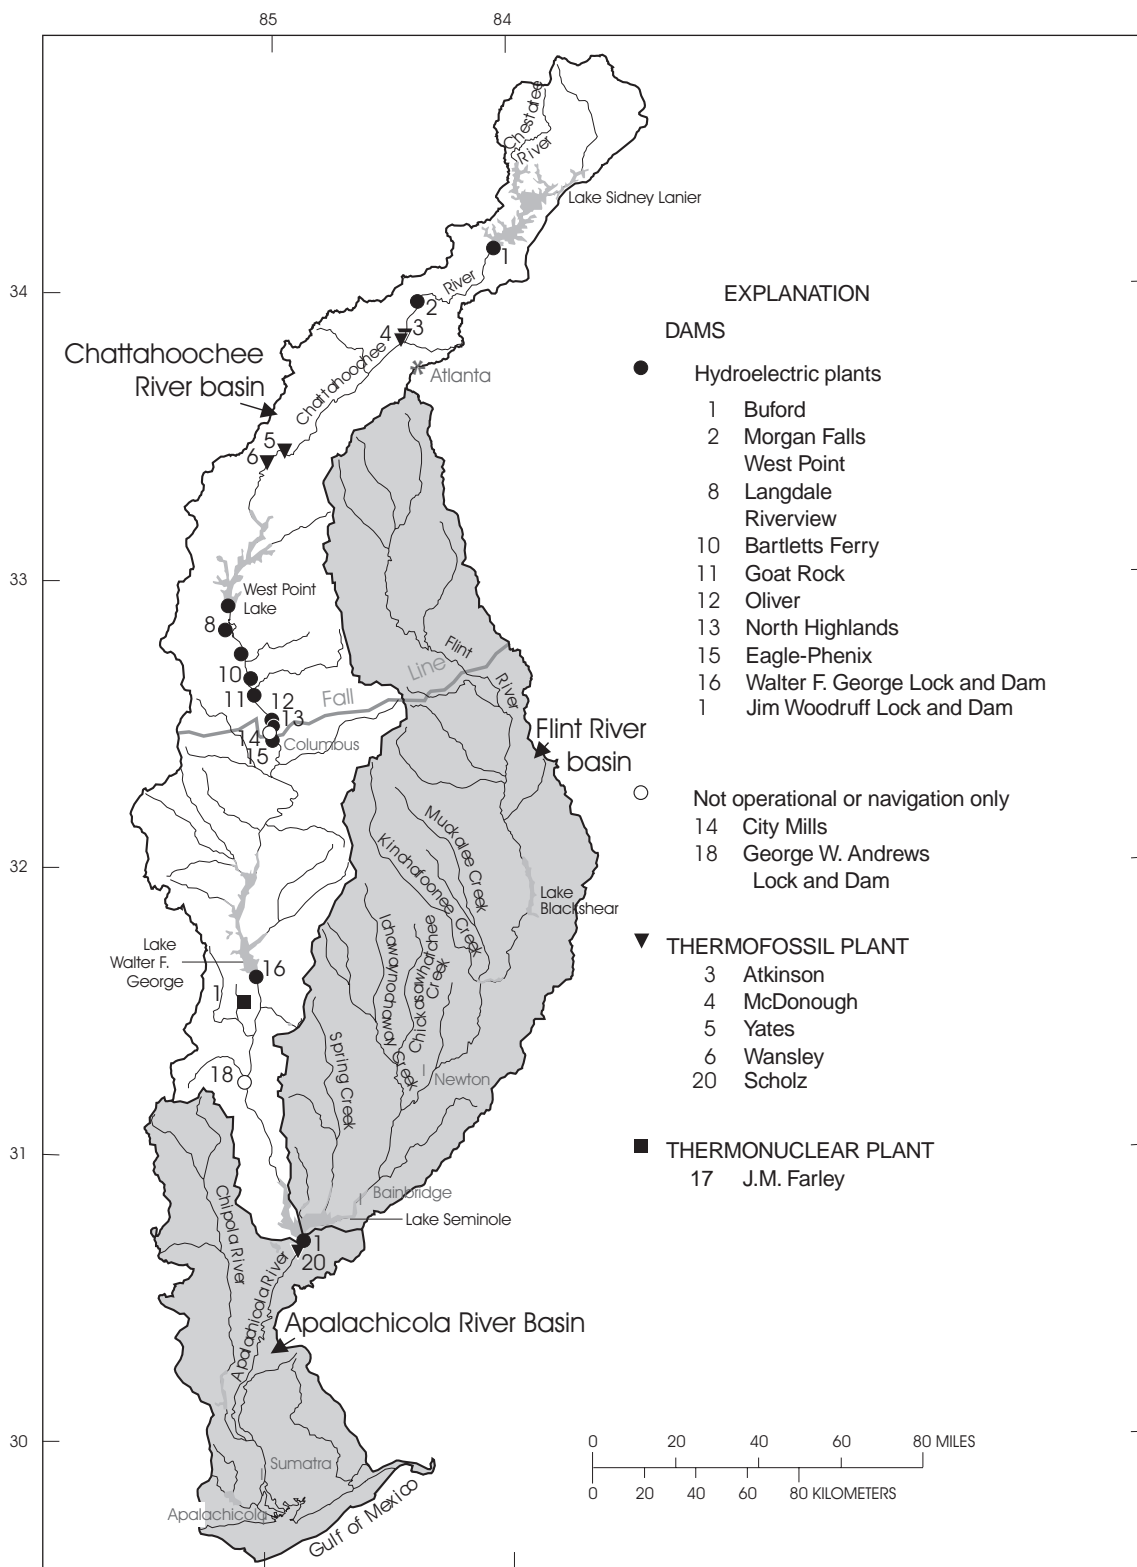 85 84
Chestatee
River
Lake Sidney Lanier
1
34
River
2
3
4
Chattahoochee
River basin
Chattahoochee
Atlanta
5
6
33
West Point
Lake
8
10
11
12
13
14
15
Columbus
Fall Line
Flint
River
Flint River
basin
32
Muckalee Creek
Kinchafoonee Creek
Lake
Blackshear
Ichawaynochaway Creek
Chickasawhatchee
Creek
Lake
Walter F.
George
16
1
Spring Creek
Newton
18
31
Bainbridge
Lake Seminole
1
20
Chipola River
Apalachicola River
Apalachicola River Basin
30
Sumatra
Apalachicola
Gulf of Mexico
EXPLANATION
DAMS
Hydroelectric plants
1 Buford
2 Morgan Falls
West Point
8 Langdale
Riverview
10 Bartletts Ferry
11 Goat Rock
12 Oliver
13 North Highlands
15 Eagle-Phenix
16 Walter F. George Lock and Dam
1 Jim Woodruff Lock and Dam
Not operational or navigation only
14 City Mills
18 George W. Andrews
Lock and Dam
THERMOFOSSIL PLANT
3 Atkinson
4 McDonough
5 Yates
6 Wansley
20 Scholz
THERMONUCLEAR PLANT
17 J.M. Farley
0 20 40 60 80 MILES
0 20 40 60 80 KILOMETERS